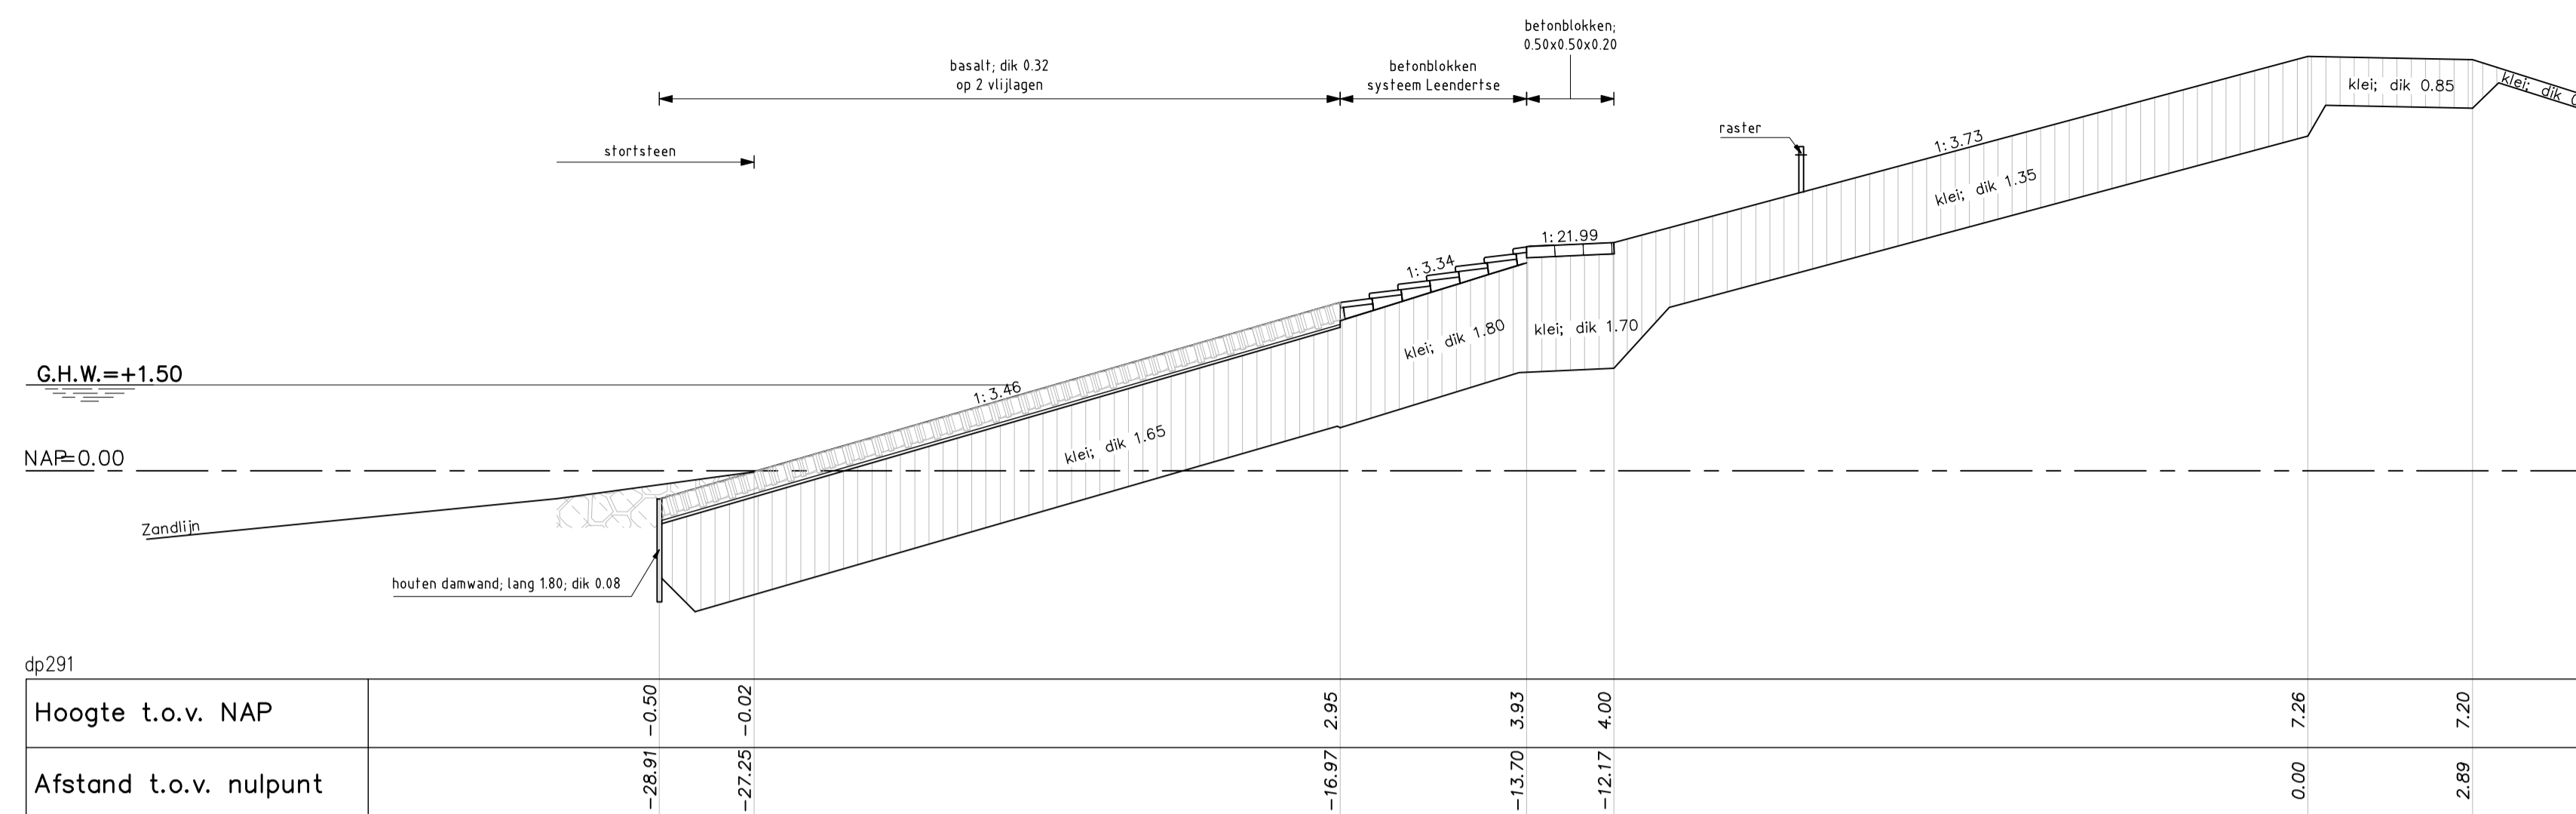 betonblokken;
0.50x0.50x0.20
basalt; dik 0.32
op 2 vlijlagen
betonblokken
systeem Leendertse
stortsteen
raster
klei; dik 0.85
klei; dik
1:3.73
klei; dik 1.35
1:21.99
1:3.34
klei; dik 1.80
klei; dik 1.70
G.H.W.=+1.50
1:3.46
klei; dik 1.65
NAP=0.00
Zandlijn
houten damwand; lang 1.80; dik 0.08
dp291
Hoogte t.o.v. NAP -0.50 -0.02 2.95 3.93 4.00 7.26 7.20
Afstand t.o.v. nulpunt -28.91 -27.25 -16.97 -13.70 -12.17 0.00 2.89